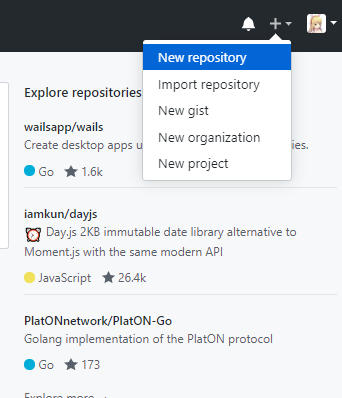 New repository
Import repository
New gist
New organization
New project
Explore repositories
wailsapp/wails
Create desktop apps u
ies.
Go 1.6k
iamkun/dayjs
Day.js 2KB immutable date library alternative to
Moment.js with the same modern API
JavaScript 26.4k
PlatONnetwork/PlatON-Go
Golang implementation of the PlatON protocol
Go 173
Explore more →